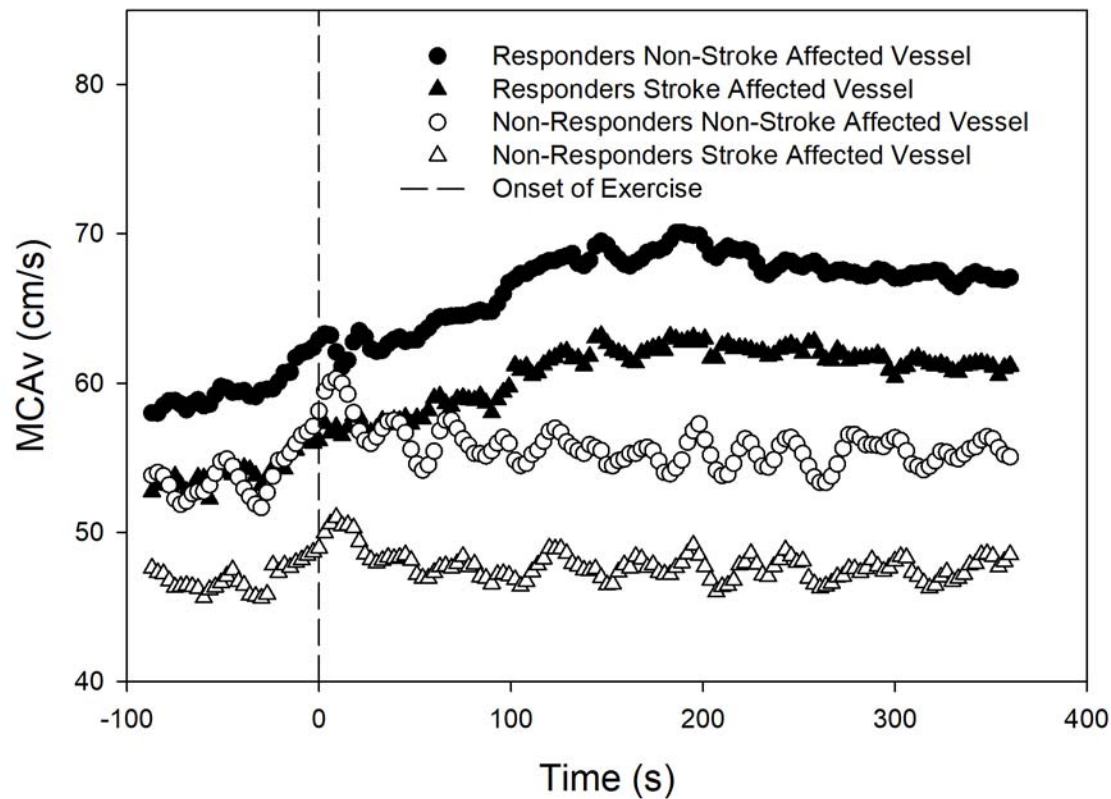 80
70
60
50
40
-100
0
100
200
300
400
MCAv (cm/s)
Time (s)
Responders Non-Stroke Affected Vessel
Responders Stroke Affected Vessel
Non-Responders Non-Stroke Affected Vessel
Non-Responders Stroke Affected Vessel
Onset of Exercise